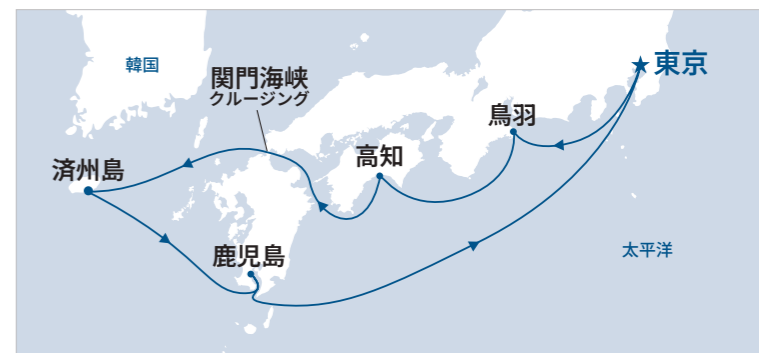 韓国
関門海峡
クルージング
東京
鳥羽
高知
済州島
鹿児島
太平洋